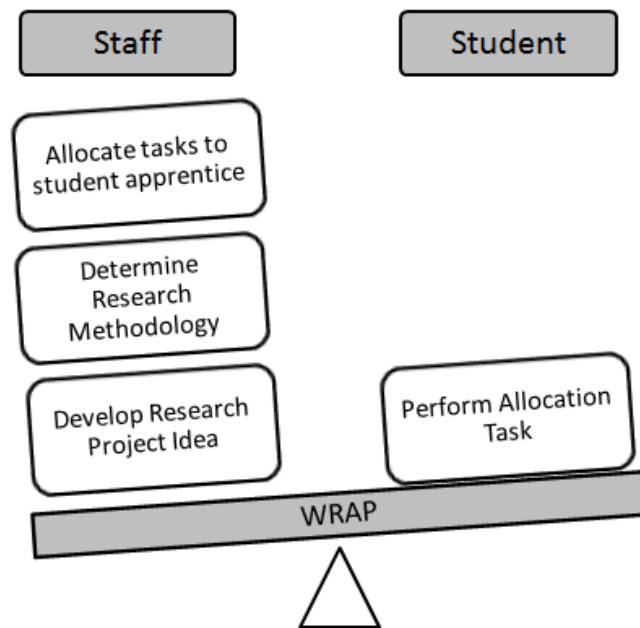 Staff
Student
Allocate tasks to
student apprentice
Determine
Research
Methodology
Develop Research
Project Idea
Perform Allocation
Task
WRAP